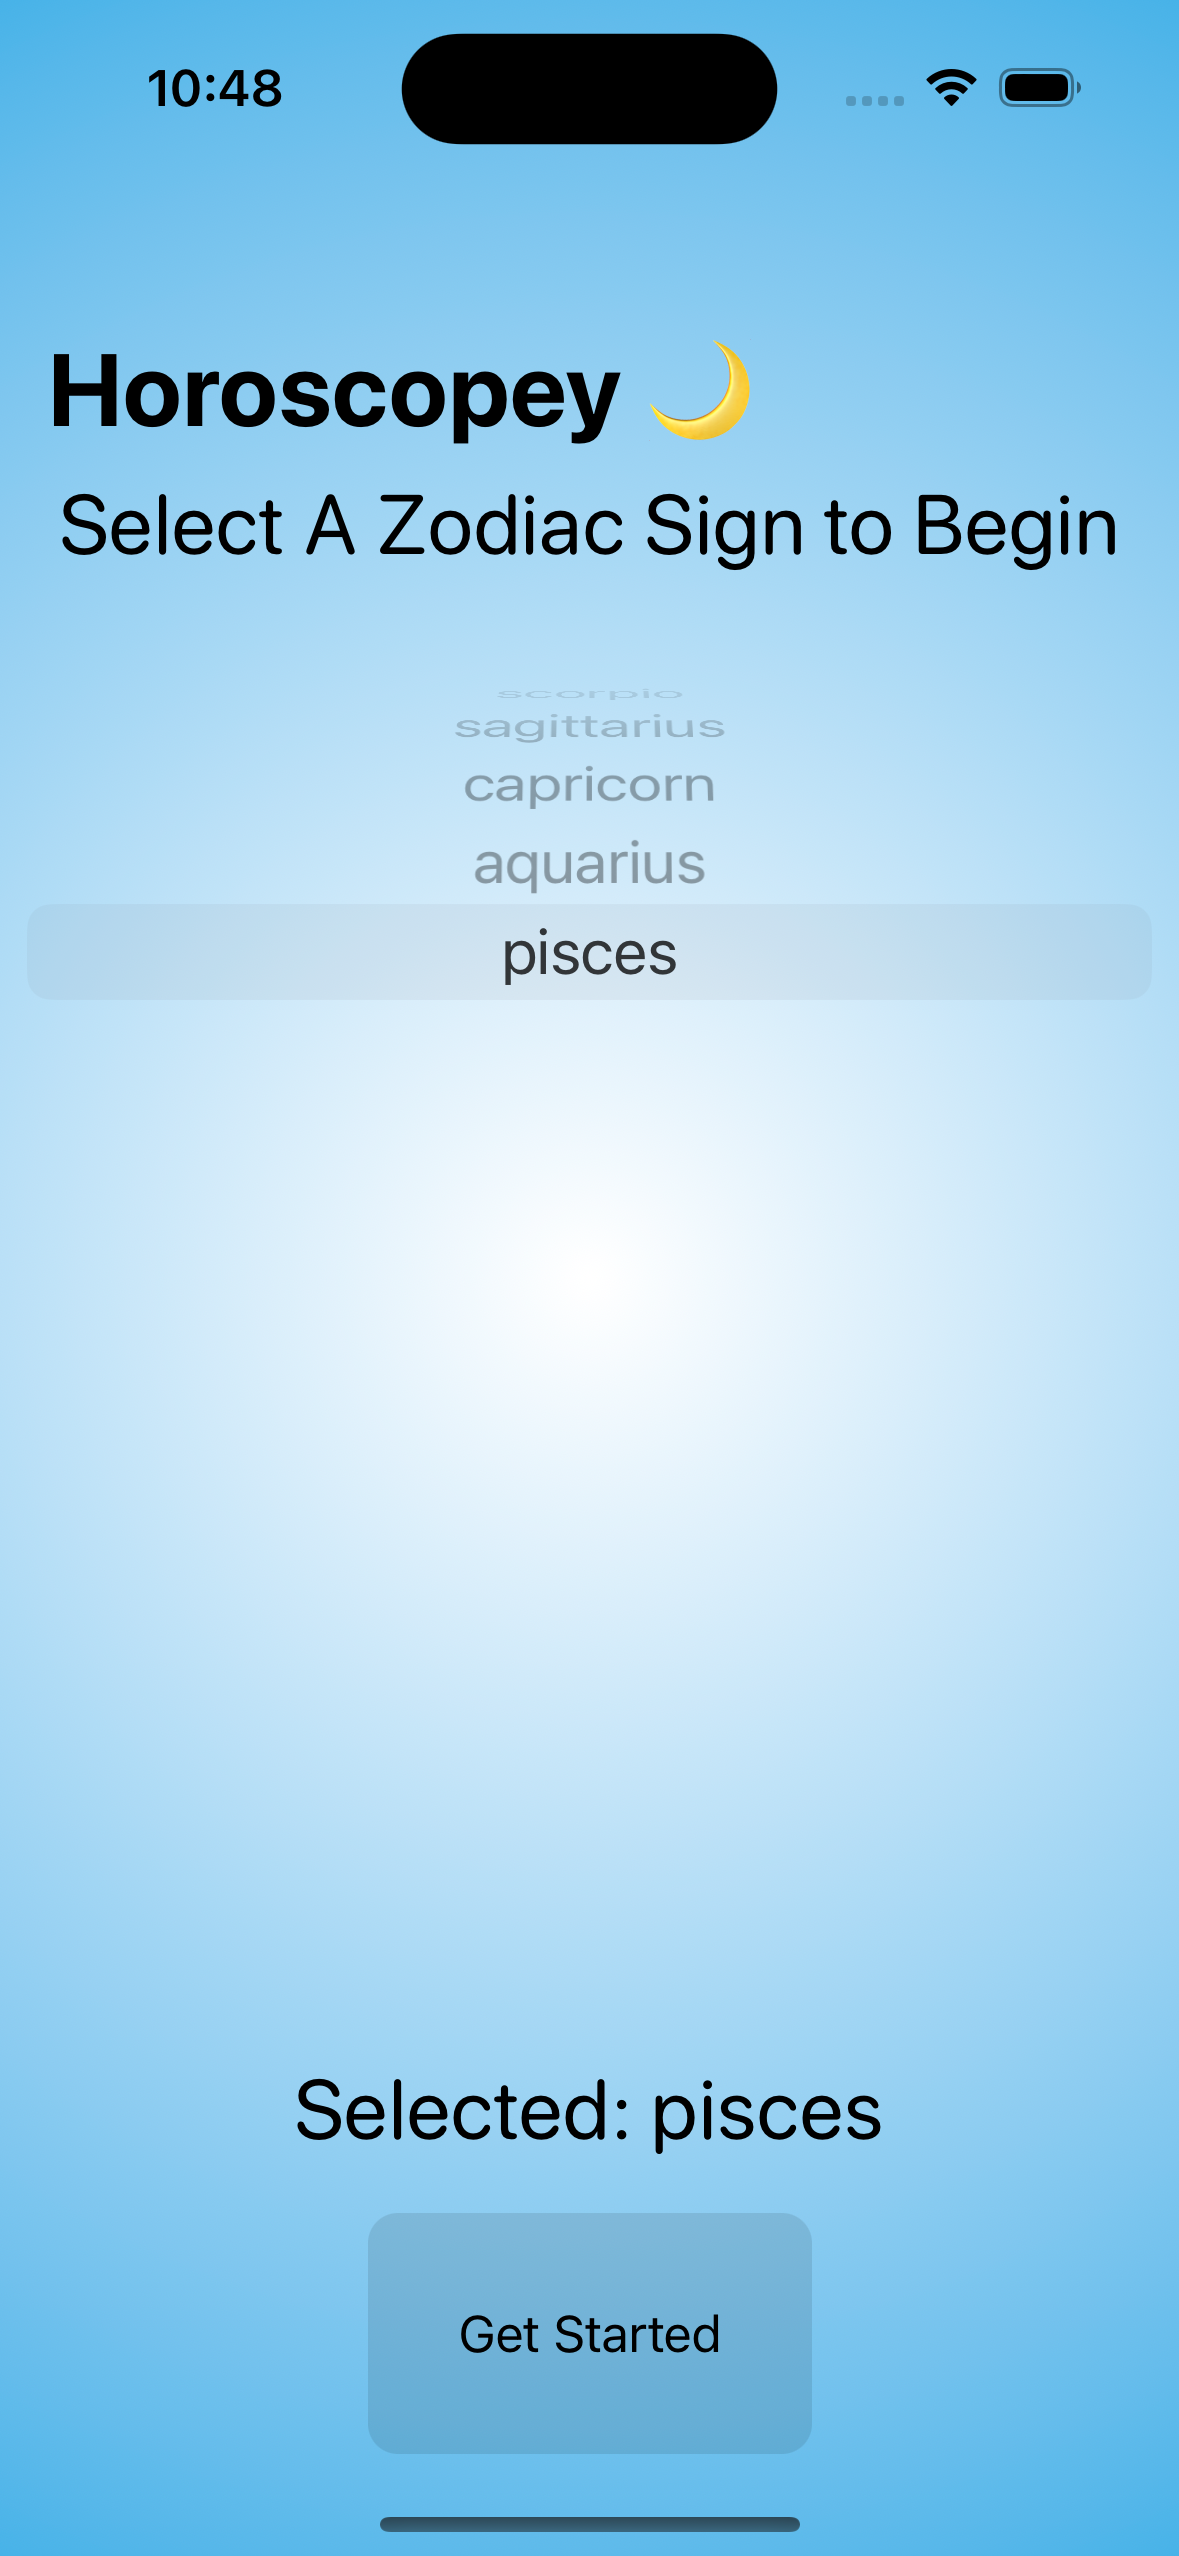 10:48
Horoscopey 🌙
Select A Zodiac Sign to Begin
scorpio
sagittarius
capricorn
aquarius
pisces
Selected: pisces
Get Started